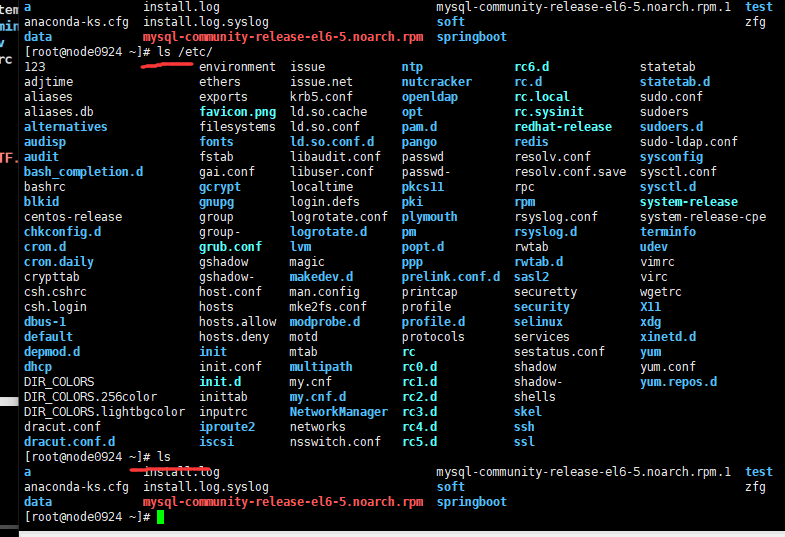 tem a install.log mysql-community-release-el6-5.noarch.rpm.1 test
min anaconda-ks.cfg install.log.syslog soft zfg
v data mysql-community-release-el6-5.noarch.rpm springboot
rc [root@node0924 ~]# ls /etc/
123 environment issue ntp rc6.d statetab
adjtime ethers issue.net nutcracker rc.d statetab.d
aliases exports krb5.conf openldap rc.local sudo.conf
aliases.db favicon.png ld.so.cache opt rc.sysinit sudoers
alternatives filesystems ld.so.conf pam.d redhat-release sudoers.d
audisp fonts ld.so.conf.d pango redis sudo-ldap.conf
TF. audit fstab libaudit.conf passwd resolv.conf sysconfig
bash_completion.d gai.conf libuser.conf passwd- resolv.conf.save sysctl.conf
bashrc gcrypt localtime pkcs11 rpc sysctl.d
blkid gnupg login.defs pki rpm system-release
centos-release group logrotate.conf plymouth rsyslog.conf system-release-cpe
chkconfig.d group- logrotate.d pm rsyslog.d terminfo
cron.d grub.conf lvm popt.d rwtab udev
cron.daily gshadow magic ppp rwtab.d vimrc
crypttab gshadow- makedev.d prelink.conf.d sasl2 virc
csh.cshrc host.conf man.config printcap securetty wgetrc
csh.login hosts mke2fs.conf profile security X11
dbus-1 hosts.allow modprobe.d profile.d selinux xdg
default hosts.deny motd protocols services xinetd.d
depmod.d init mtab rc sestatus.conf yum
dhcp init.conf multipath rc0.d shadow yum.conf
DIR_COLORS init.d my.cnf rc1.d shadow- yum.repos.d
DIR_COLORS.256color inittab my.cnf.d rc2.d shells
DIR_COLORS.lightbgcolor inputrc NetworkManager rc3.d skel
dracut.conf iproute2 networks rc4.d ssh
dracut.conf.d iscsi nsswitch.conf rc5.d ssl
[root@node0924 ~]# ls
a install.log mysql-community-release-el6-5.noarch.rpm.1 test
anaconda-ks.cfg install.log.syslog soft zfg
data mysql-community-release-el6-5.noarch.rpm springboot
[root@node0924 ~]#